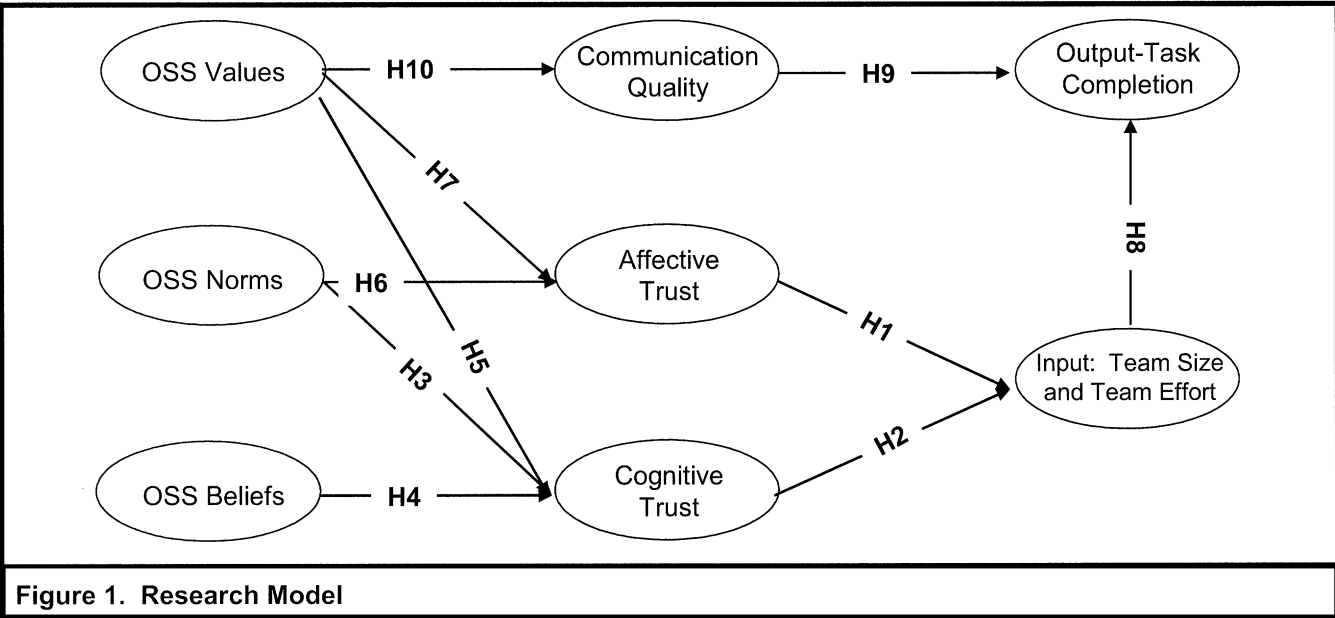 OSS Values
H10
Communication
Quality
H9
Output-Task
Completion
H7
H8
OSS Norms
H6
Affective
Trust
H1
H5
H3
Input: Team Size
and Team Effort
H2
OSS Beliefs
H4
Cognitive
Trust
Figure 1. Research Model